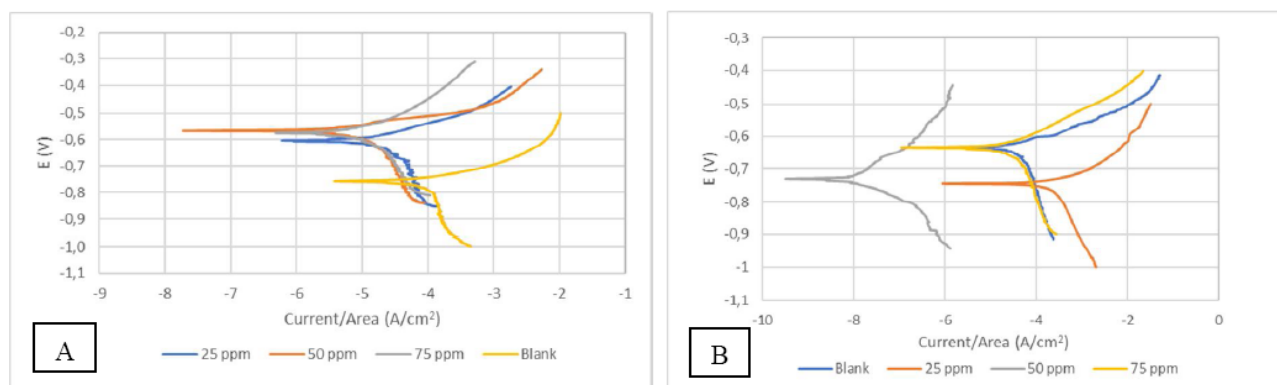 -0,2
-0,3
-0,4
-0,5
-0,6
-0,7
-0,8
-0,9
-1,0
-1,1
E (V)
-9 -8 -7 -6 -5 -4 -3 -2 -1
Current/Area (A/cm²)
25 ppm 50 ppm 75 ppm Blank
A
-0,3
-0,4
-0,5
-0,6
-0,7
-0,8
-0,9
-1
-1,1
E (V)
-10 -8 -6 -4 -2 0
Current/Area (A/cm²)
Blank 25 ppm 50 ppm 75 ppm
B